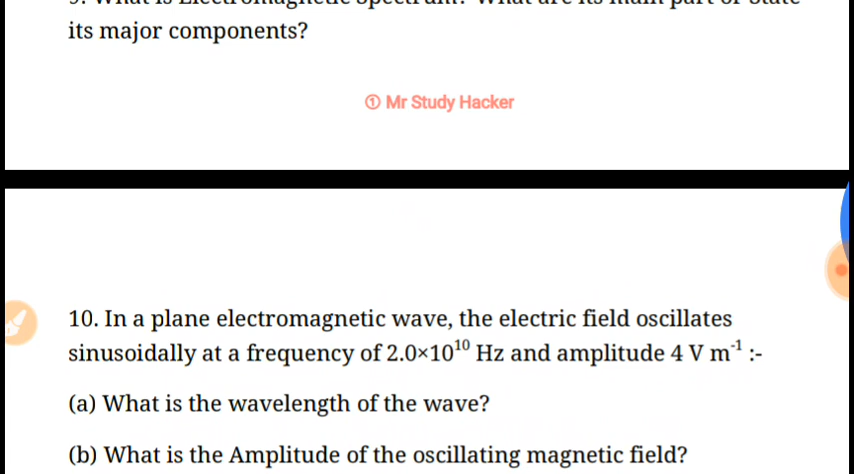 its major components?
① Mr Study Hacker
10. In a plane electromagnetic wave, the electric field oscillates
sinusoidally at a frequency of 2.0×10¹⁰ Hz and amplitude 4 V m⁻¹ :-
(a) What is the wavelength of the wave?
(b) What is the Amplitude of the oscillating magnetic field?